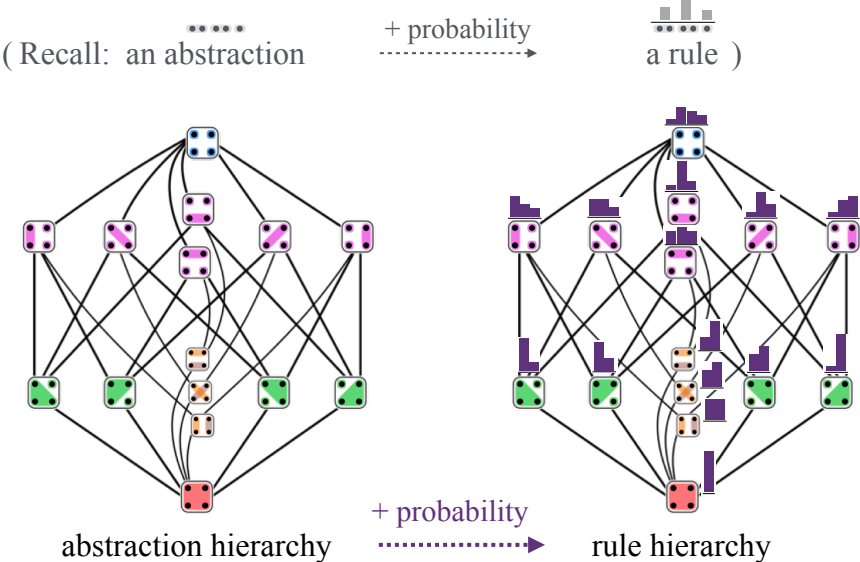 + probability
( Recall: an abstraction
a rule )
+ probability
abstraction hierarchy
rule hierarchy